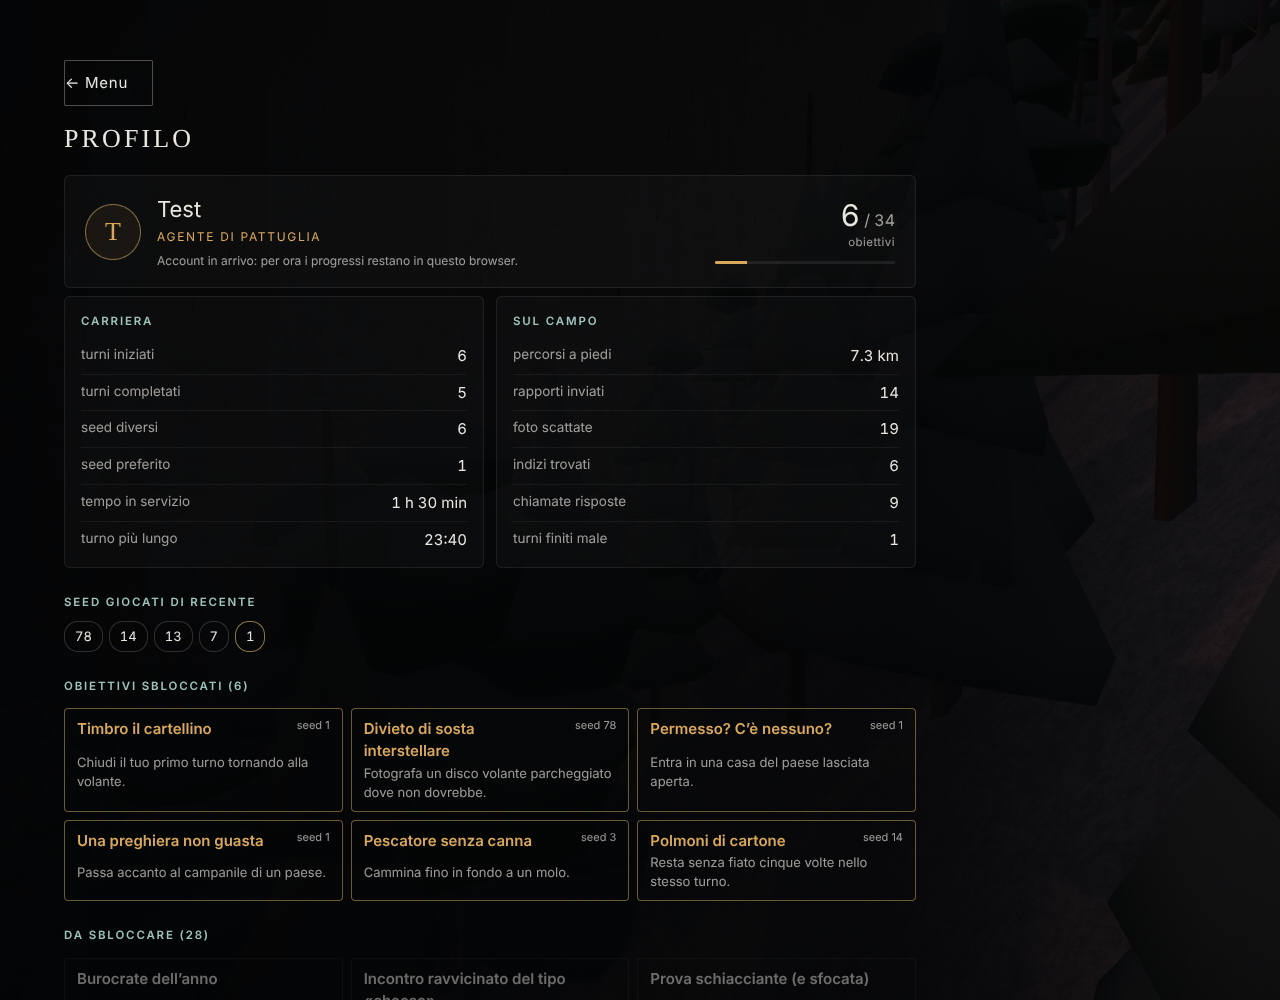 ← Menu
PROFILO
T
Test
AGENTE DI PATTUGLIA
Account in arrivo: per ora i progressi restano in questo browser.
6 / 34
obiettivi
CARRIERA
turni iniziati 6
turni completati 5
seed diversi 6
seed preferito 1
tempo in servizio 1 h 30 min
turno più lungo 23:40
SUL CAMPO
percorsi a piedi 7.3 km
rapporti inviati 14
foto scattate 19
indizi trovati 6
chiamate risposte 9
turni finiti male 1
SEED GIOCATI DI RECENTE
78 14 13 7 1
OBIETTIVI SBLOCCATI (6)
Timbro il cartellino seed 1
Chiudi il tuo primo turno tornando alla
volante.
Divieto di sosta seed 78
interstellare
Fotografa un disco volante parcheggiato
dove non dovrebbe.
Permesso? C’è nessuno? seed 1
Entra in una casa del paese lasciata
aperta.
Una preghiera non guasta seed 1
Passa accanto al campanile di un paese.
Pescatore senza canna seed 3
Cammina fino in fondo a un molo.
Polmoni di cartone seed 14
Resta senza fiato cinque volte nello
stesso turno.
DA SBLOCCARE (28)
Burocrate dell’anno
Incontro ravvicinato del tipo
Prova schiacciante (e sfocata)